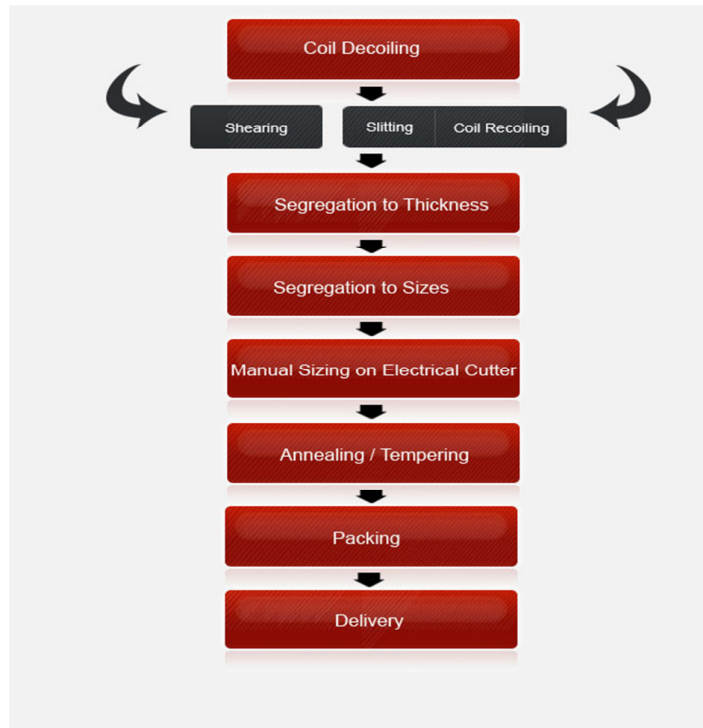 Coil Decoiling
Shearing
Slitting
Coil Recoiling
Segregation to Thickness
Segregation to Sizes
Manual Sizing on Electrical Cutter
Annealing / Tempering
Packing
Delivery